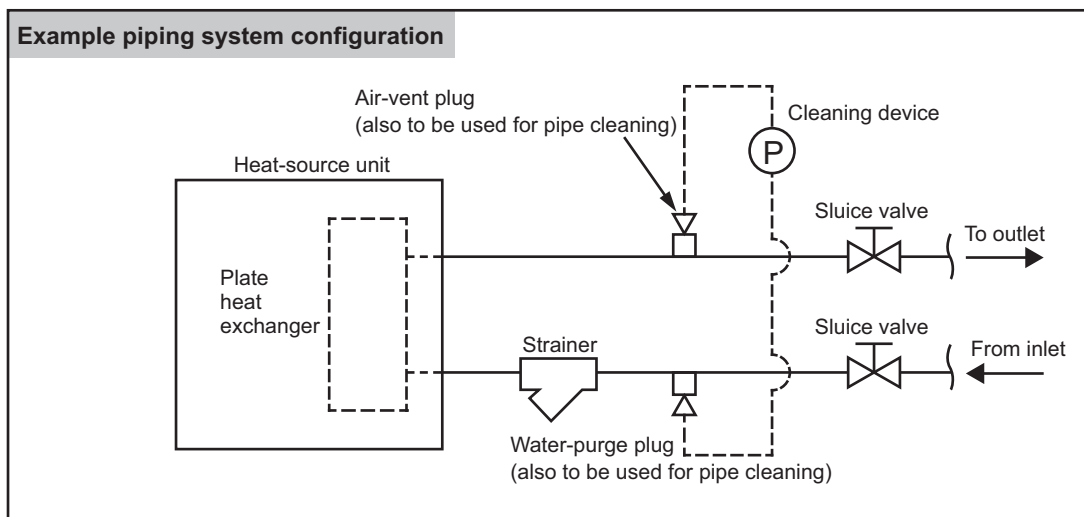 Example piping system configuration
Air-vent plug
(also to be used for pipe cleaning)
Cleaning device
P
Heat-source unit
Sluice valve
To outlet
Plate
heat
exchanger
Strainer
Sluice valve
From inlet
Water-purge plug
(also to be used for pipe cleaning)